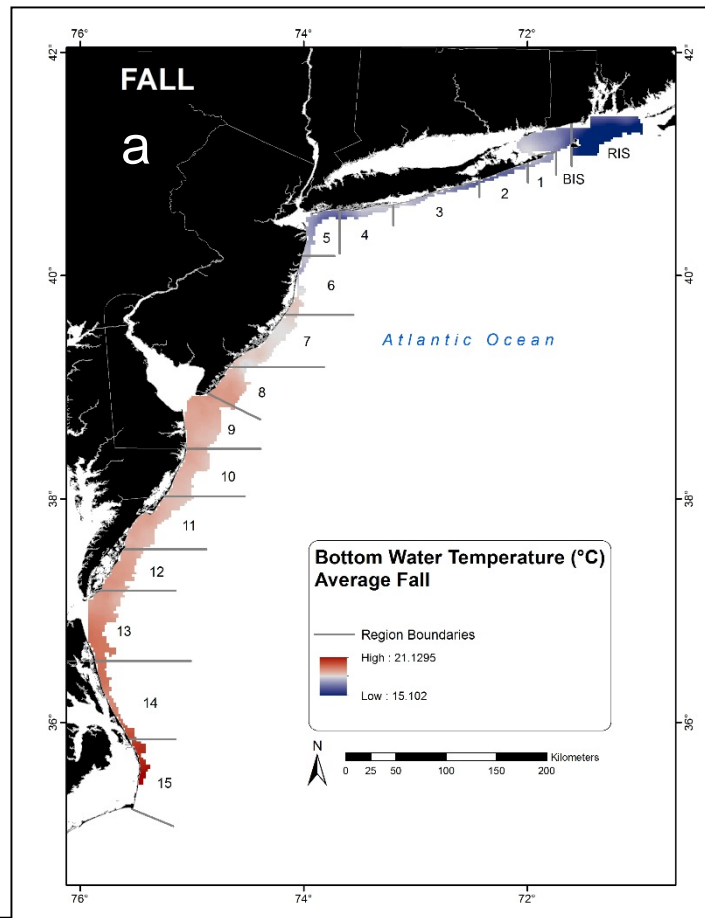 76° 74° 72°
42° 42°
FALL
a
RIS
BIS
1
2
3
4
5
40° 40°
6
7
Atlantic Ocean
8
9
10
38° 38°
11
Bottom Water Temperature (°C)
Average Fall
12
Region Boundaries
13
High : 21.1295
Low : 15.102
14
36° 36°
N
Kilometers
0 25 50 100 150 200
15
76° 74° 72°